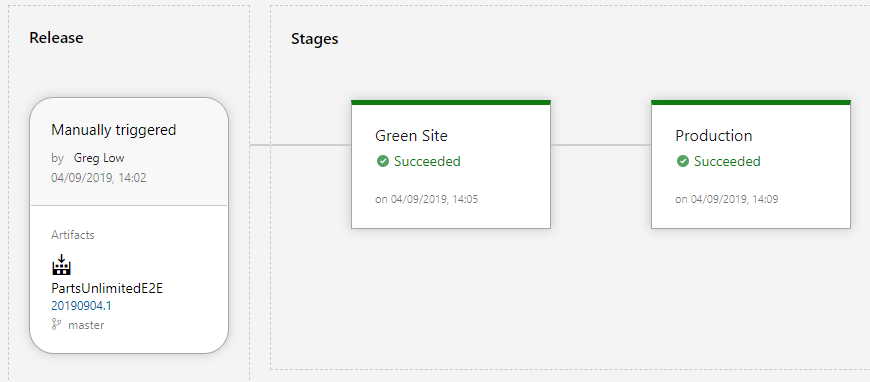 Release
Manually triggered
by Greg Low
04/09/2019, 14:02
Artifacts
PartsUnlimitedE2E
20190904.1
master
Stages
Green Site
Succeeded
on 04/09/2019, 14:05
Production
Succeeded
on 04/09/2019, 14:09